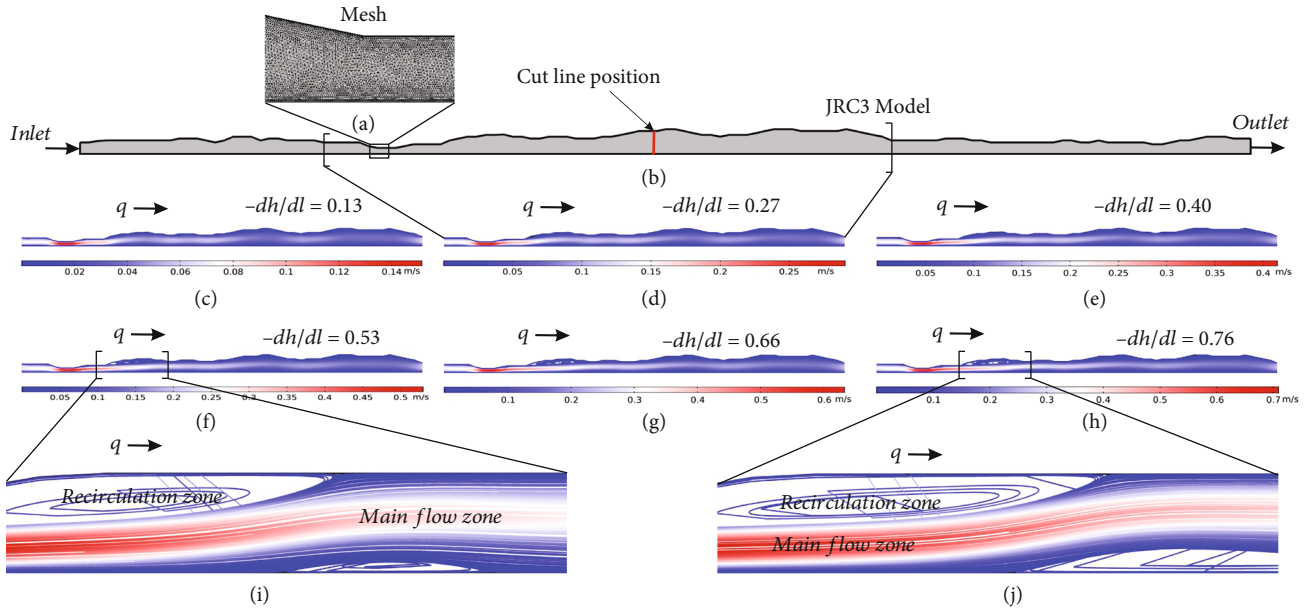 Mesh
(a)
Cut line position
JRC3 Model
Inlet
Outlet
(b)
q
–dh/dl = 0.13
q
–dh/dl = 0.27
q
–dh/dl = 0.40
0.02 0.04 0.06 0.08 0.1 0.12 0.14 m/s
0.05 0.1 0.15 0.2 0.25 m/s
0.05 0.1 0.15 0.2 0.25 0.3 0.35 0.4 m/s
(c)
(d)
(e)
q
–dh/dl = 0.53
q
–dh/dl = 0.66
q
–dh/dl = 0.76
0.05 0.1 0.15 0.2 0.25 0.3 0.35 0.4 0.45 0.5 m/s
0.1 0.2 0.3 0.4 0.5 0.6 m/s
0.1 0.2 0.3 0.4 0.5 0.6 0.7 m/s
(f)
(g)
(h)
q
q
Recirculation zone
Main flow zone
Recirculation zone
Main flow zone
(i)
(j)